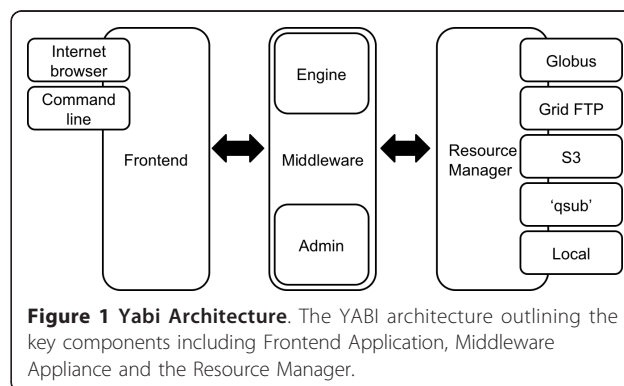 Internet
browser
Command
line
Frontend
Engine
Middleware
Admin
Resource
Manager
Globus
Grid FTP
S3
‘qsub’
Local
Figure 1 Yabi Architecture. The YABI architecture outlining the
key components including Frontend Application, Middleware
Appliance and the Resource Manager.